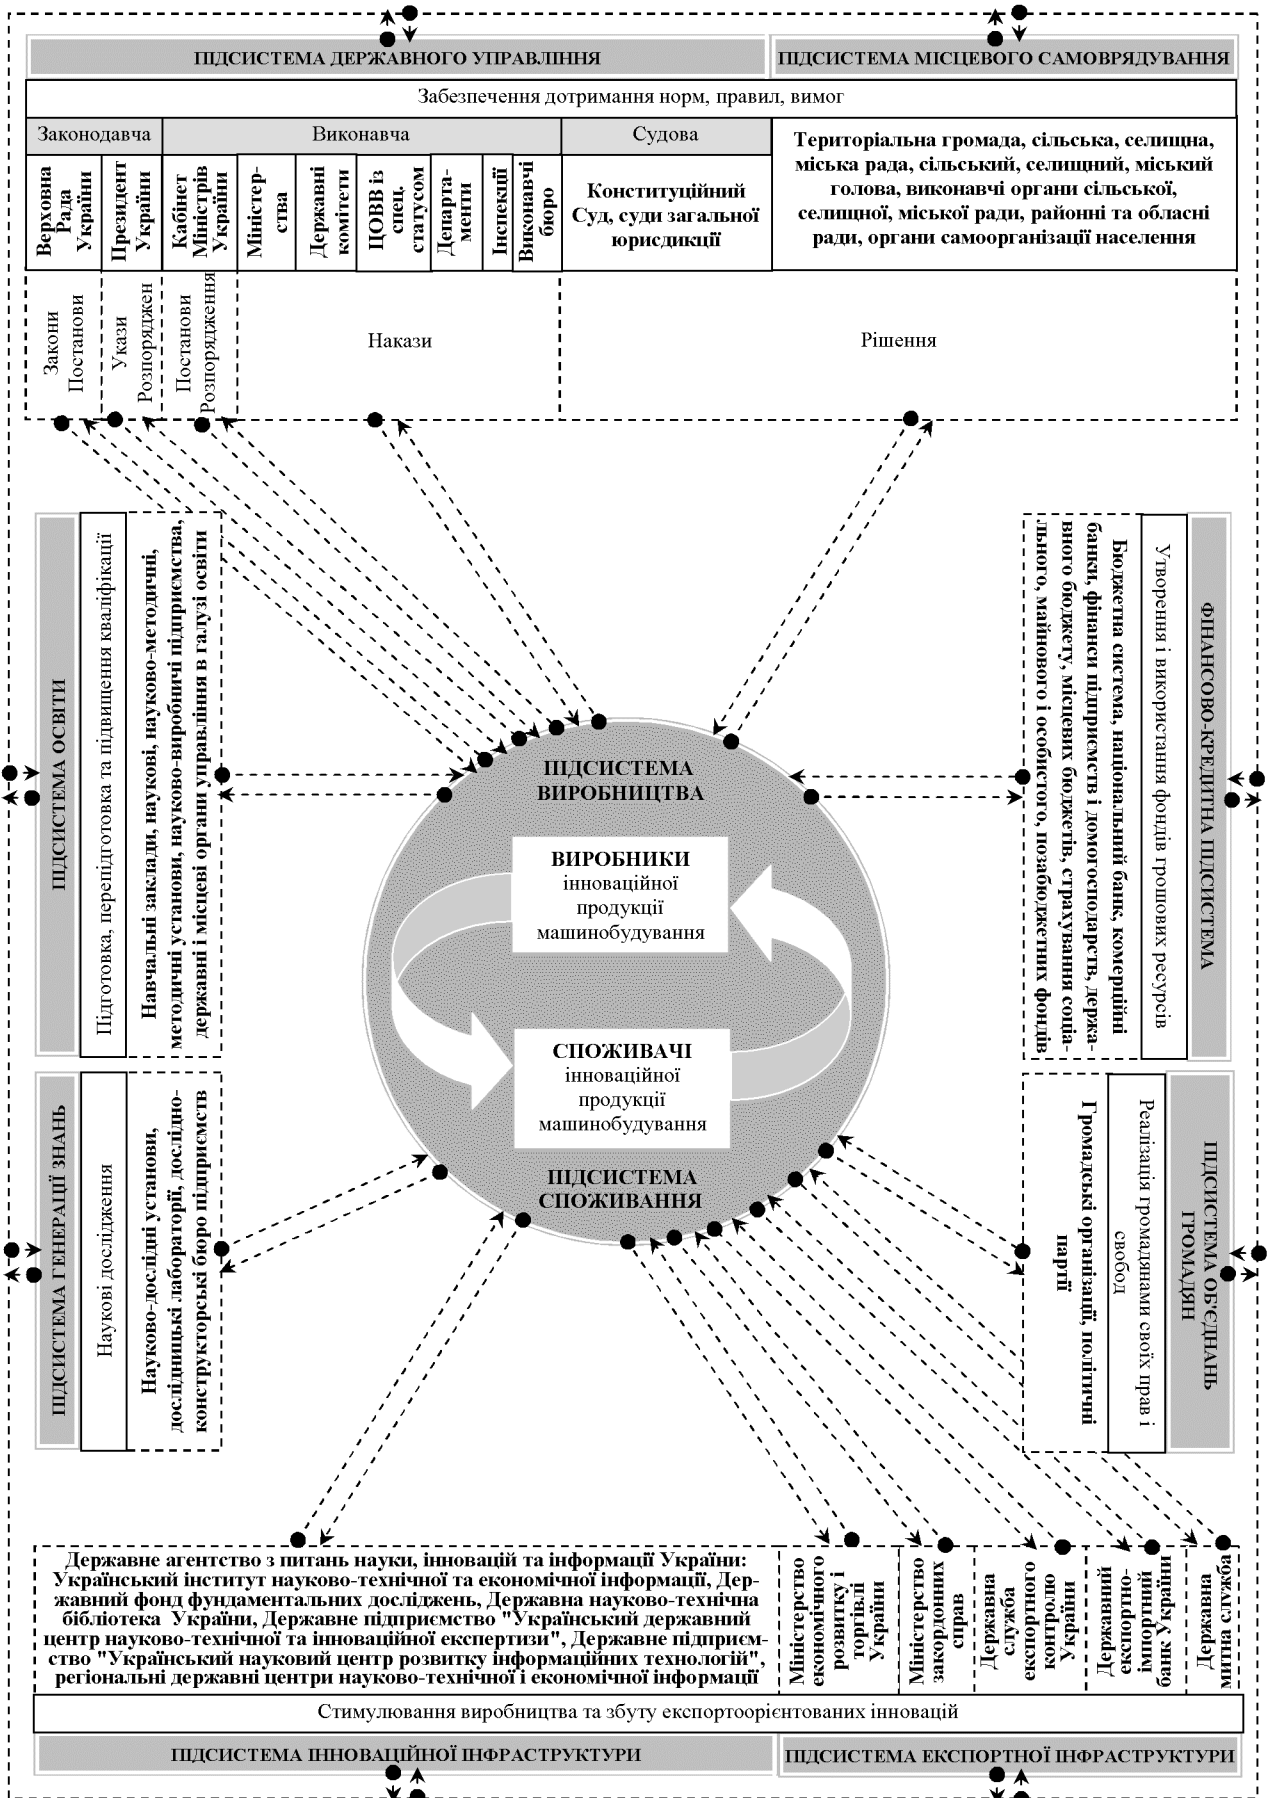 ПІДСИСТЕМА ДЕРЖАВНОГО УПРАВЛІННЯ
ПІДСИСТЕМА МІСЦЕВОГО САМОВРЯДУВАННЯ
Забезпечення дотримання норм, правил, вимог
Законодавча
Виконавча
Судова
Верховна
Рада
України
Президент
України
Кабінет
Міністрів
України
Міністер-
ства
Державні
комітети
ЦОВВ із
спец.
статусом
Департа-
менти
Інспекції
Виконавчі
бюро
Конституційний
Суд, суди загальної
юрисдикції
Територіальна громада, сільська, селищна,
міська рада, сільський, селищний, міський
голова, виконавчі органи сільської,
селищної, міської ради, районні та обласні
ради, органи самоорганізації населення
Закони
Постанови
Укази
Розпоряджен
Постанови
Розпорядження
Накази
Рішення
ПІДСИСТЕМА ОСВІТИ
Підготовка, перепідготовка та підвищення кваліфікації
Навчальні заклади, наукові, науково-методичні,
методичні установи, науково-виробничі підприємства,
державні і місцеві органи управління в галузі освіти
ФІНАНСОВО-КРЕДИТНА ПІДСИСТЕМА
Утворення і використання фондів грошових ресурсів
Бюджетна система, національний банк, комерційні
банки, фінанси підприємств і домогосподарств, держа-
вного бюджету, місцевих бюджетів, страхування соціа-
льного, майнового і особистого, позабюджетних фондів
ПІДСИСТЕМА
ВИРОБНИЦТВА
ВИРОБНИКИ
інноваційної
продукції
машинобудування
СПОЖИВАЧІ
інноваційної
продукції
машинобудування
ПІДСИСТЕМА
СПОЖИВАННЯ
ПІДСИСТЕМА ГЕНЕРАЦІЇ ЗНАНЬ
Наукові дослідження
Науково-дослідні установи,
дослідницькі лабораторії, дослідно-
конструкторські бюро підприємств
ПІДСИСТЕМА ОБ'ЄДНАНЬ
ГРОМАДЯН
Реалізація громадянами своїх прав і
свобод
Громадські організації, політичні
партії
Державне агентство з питань науки, інновацій та інформації України:
Український інститут науково-технічної та економічної інформації, Дер-
жавний фонд фундаментальних досліджень, Державна науково-технічна
бібліотека України, Державне підприємство "Український державний
центр науково-технічної та інноваційної експертизи", Державне підприєм-
ство "Український науковий центр розвитку інформаційних технологій",
регіональні державні центри науково-технічної і економічної інформації
Міністерство
економічного
розвитку і
торгівлі
України
Міністерство
закордонних
справ
Державна
служба
експортного
контролю
України
Державний
експортно-
імпортний
банк України
Державна
митна служба
Стимулювання виробництва та збуту експортоорієнтованих інновацій
ПІДСИСТЕМА ІННОВАЦІЙНОЇ ІНФРАСТРУКТУРИ
ПІДСИСТЕМА ЕКСПОРТНОЇ ІНФРАСТРУКТУРИ